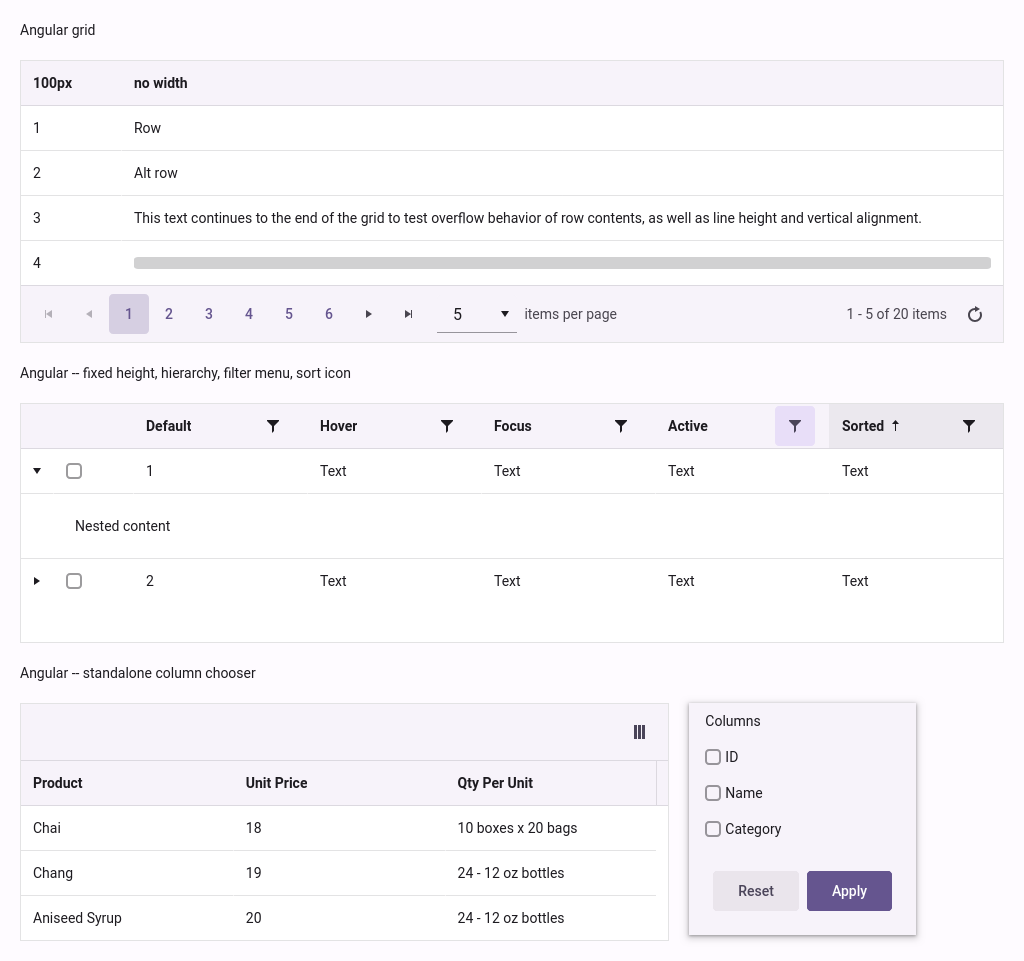 Angular grid
100px no width
1 Row
2 Alt row
3 This text continues to the end of the grid to test overflow behavior of row contents, as well as line height and vertical alignment.
4
1 2 3 4 5 6 5 items per page 1 - 5 of 20 items
Angular -- fixed height, hierarchy, filter menu, sort icon
Default Hover Focus Active Sorted
1 Text Text Text Text
Nested content
2 Text Text Text Text
Angular -- standalone column chooser
Product Unit Price Qty Per Unit
Chai 18 10 boxes x 20 bags
Chang 19 24 - 12 oz bottles
Aniseed Syrup 20 24 - 12 oz bottles
Columns
ID
Name
Category
Reset Apply